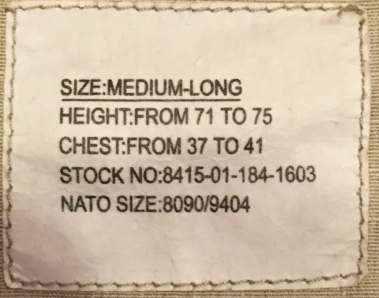 SIZE:MEDIUM-LONG
HEIGHT:FROM 71 TO 75
CHEST:FROM 37 TO 41
STOCK NO:8415-01-184-1603
NATO SIZE:8090/9404